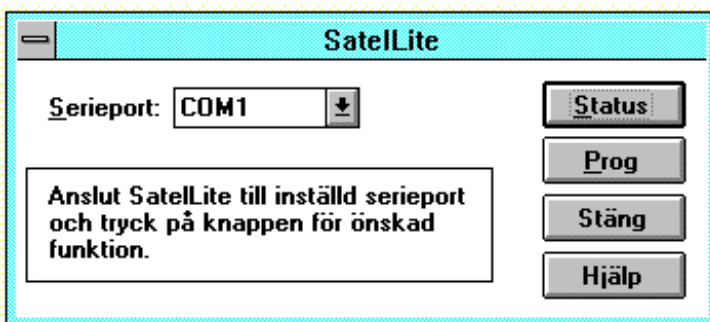 SatelLite
Serieport: COM1
Status
Prog
Anslut SatelLite till inställd serieport
och tryck på knappen för önskad
funktion.
Stäng
Hjälp